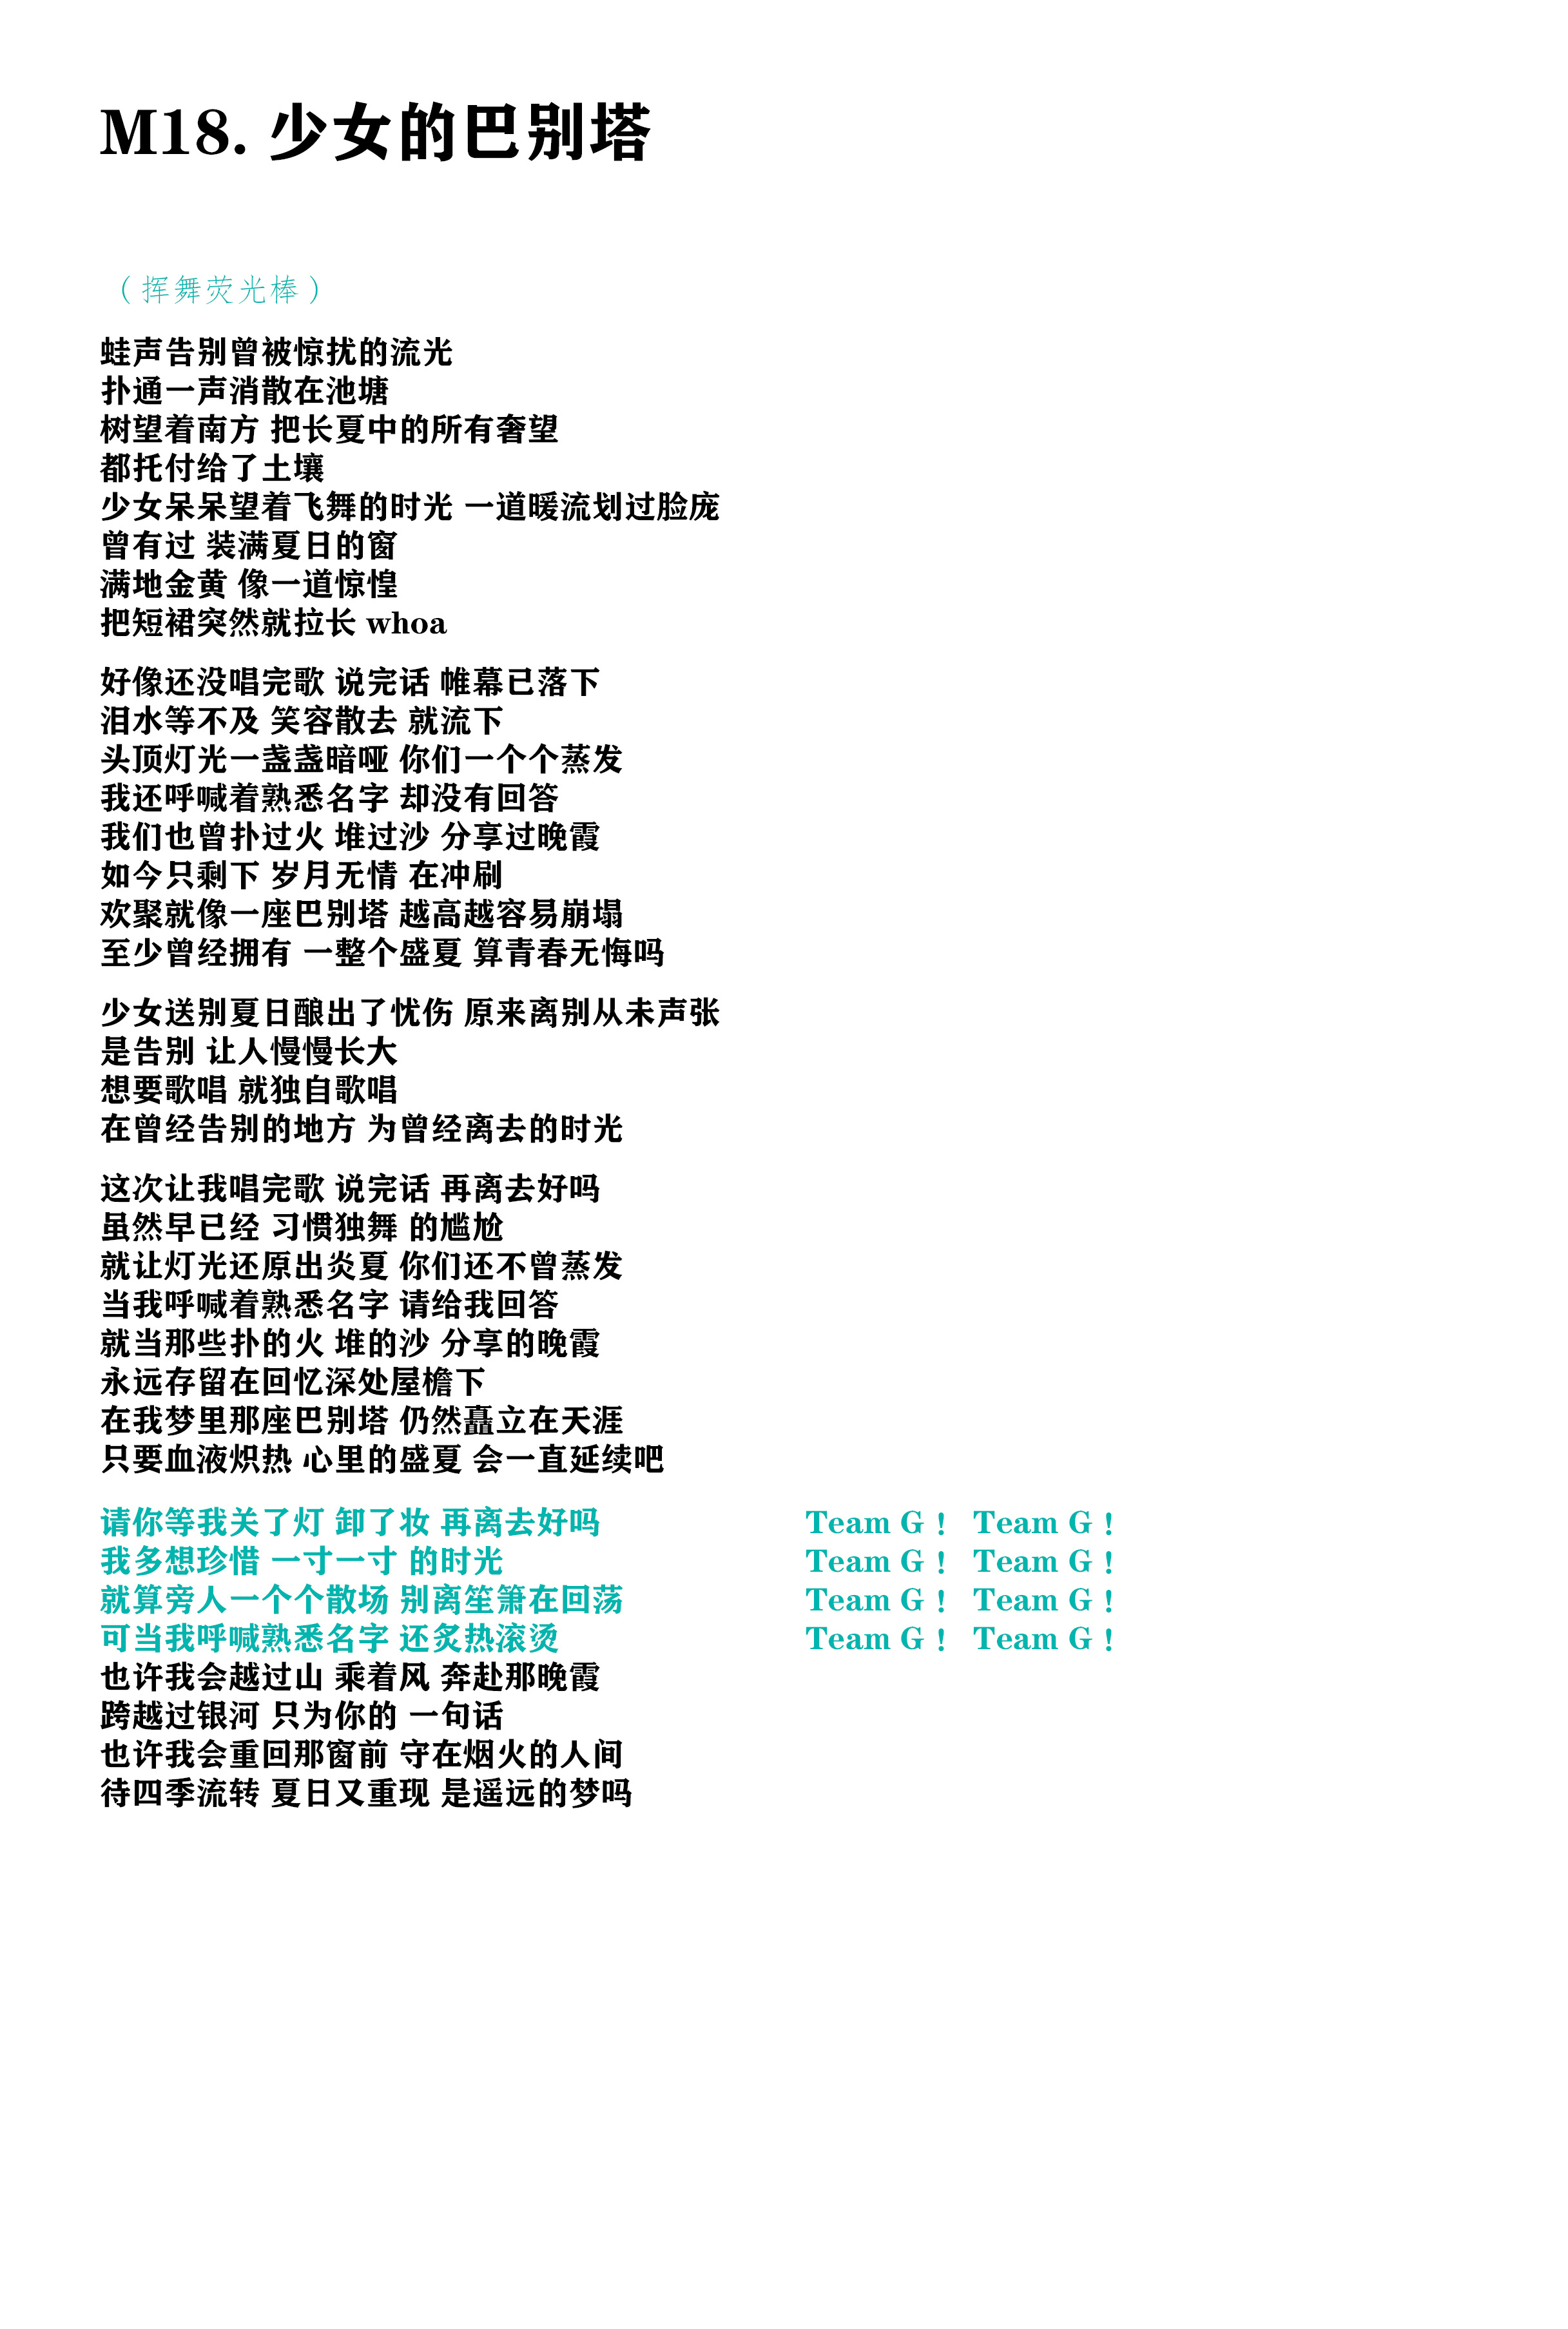 M18. 少女的巴别塔
（挥舞荧光棒）
蛙声告别曾被惊扰的流光
扑通一声消散在池塘
树望着南方 把长夏中的所有奢望
都托付给了土壤
少女呆呆望着飞舞的时光 一道暖流划过脸庞
曾有过 装满夏日的窗
满地金黄 像一道惊惶
把短裙突然就拉长 whoa
好像还没唱完歌 说完话 帷幕已落下
泪水等不及 笑容散去 就流下
头顶灯光一盏盏暗哑 你们一个个蒸发
我还呼喊着熟悉名字 却没有回答
我们也曾扑过火 堆过沙 分享过晚霞
如今只剩下 岁月无情 在冲刷
欢聚就像一座巴别塔 越高越容易崩塌
至少曾经拥有 一整个盛夏 算青春无悔吗
少女送别夏日酿出了忧伤 原来离别从未声张
是告别 让人慢慢长大
想要歌唱 就独自歌唱
在曾经告别的地方 为曾经离去的时光
这次让我唱完歌 说完话 再离去好吗
虽然早已经 习惯独舞 的尴尬
就让灯光还原出炎夏 你们还不曾蒸发
当我呼喊着熟悉名字 请给我回答
就当那些扑的火 堆的沙 分享的晚霞
永远存留在回忆深处屋檐下
在我梦里那座巴别塔 仍然矗立在天涯
只要血液炽热 心里的盛夏 会一直延续吧
请你等我关了灯 卸了妆 再离去好吗 Team G！ Team G！
我多想珍惜 一寸一寸 的时光 Team G！ Team G！
就算旁人一个个散场 别离笙箫在回荡 Team G！ Team G！
可当我呼喊熟悉名字 还炙热滚烫 Team G！ Team G！
也许我会越过山 乘着风 奔赴那晚霞
跨越过银河 只为你的 一句话
也许我会重回那窗前 守在烟火的人间
待四季流转 夏日又重现 是遥远的梦吗